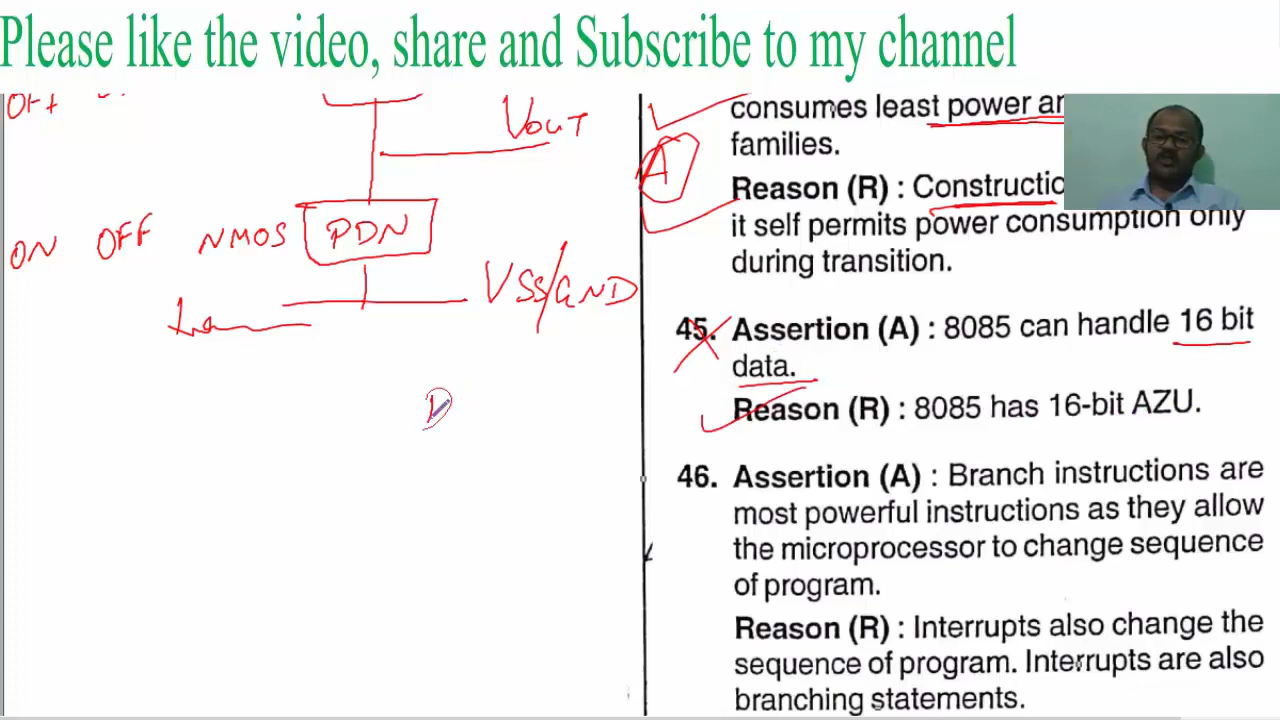 Please like the video, share and Subscribe to my channel
VOUT
ON OFF NMOS PDN
VSS/GND
consumes least power
families.
A
Reason (R) : Constructio
it self permits power consumption only
during transition.
45. Assertion (A) : 8085 can handle 16 bit
data.
Reason (R) : 8085 has 16-bit AZU.
46. Assertion (A) : Branch instructions are
most powerful instructions as they allow
the microprocessor to change sequence
of program.
Reason (R) : Interrupts also change the
sequence of program. Interrupts are also
branching statements.